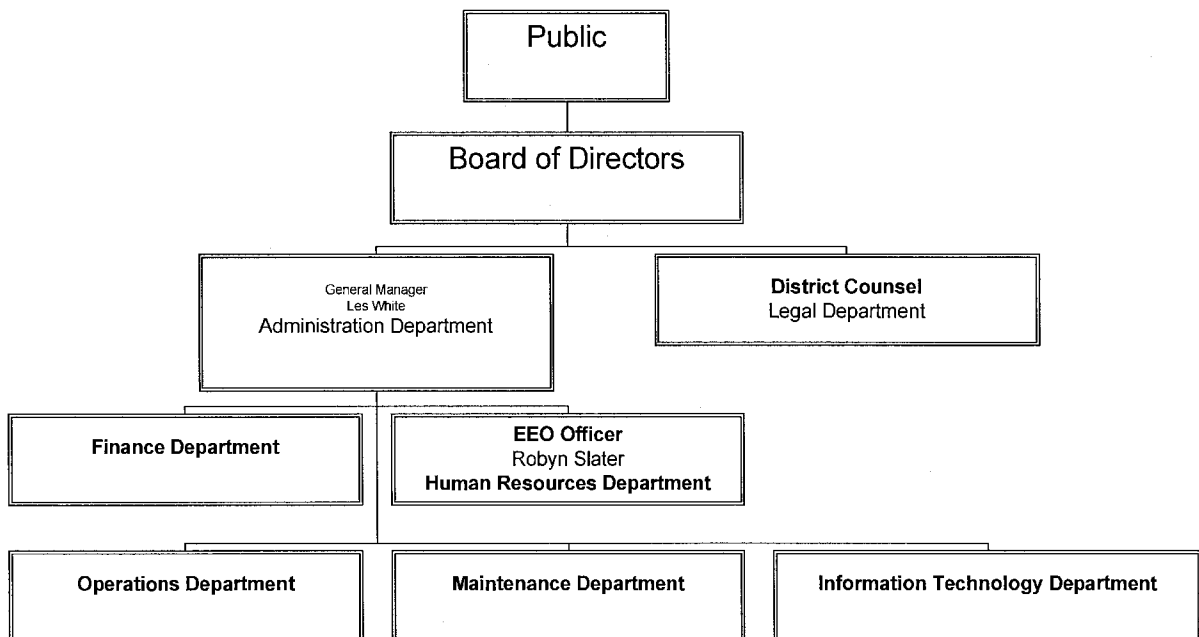 Public
Board of Directors
General Manager
Les White
Administration Department
District Counsel
Legal Department
Finance Department
EEO Officer
Robyn Slater
Human Resources Department
Operations Department
Maintenance Department
Information Technology Department